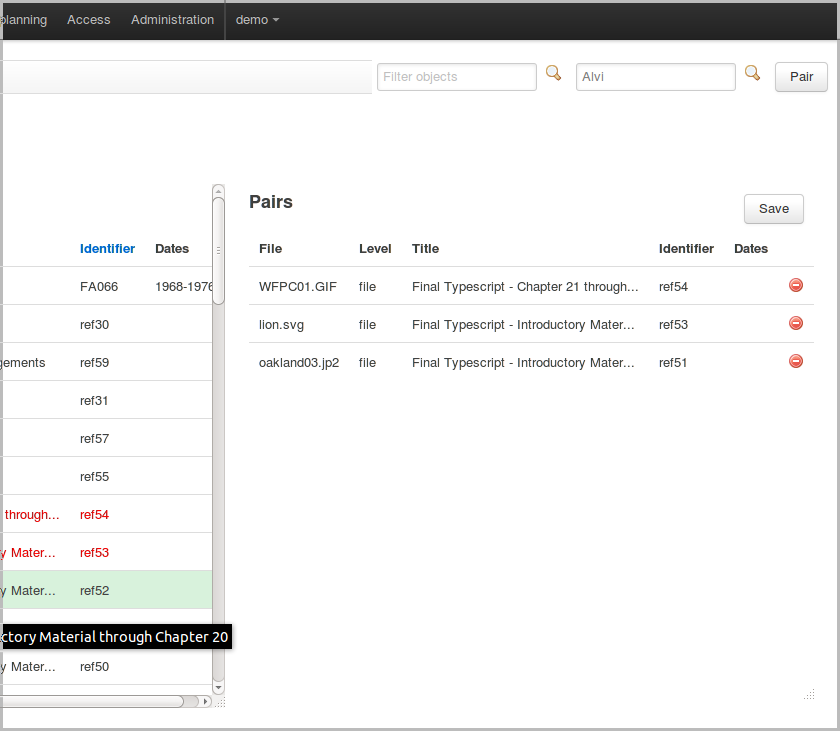 planning Access Administration demo
Filter objects Alvi Pair
Pairs Save
Identifier Dates
FA066 1968-1976
ref30
gements ref59
ref31
ref57
ref55
through... ref54
y Mater... ref53
y Mater... ref52
ctory Material through Chapter 20
y Mater... ref50
File Level Title Identifier Dates
WFPC01.GIF file Final Typescript - Chapter 21 through... ref54
lion.svg file Final Typescript - Introductory Mater... ref53
oakland03.jp2 file Final Typescript - Introductory Mater... ref51